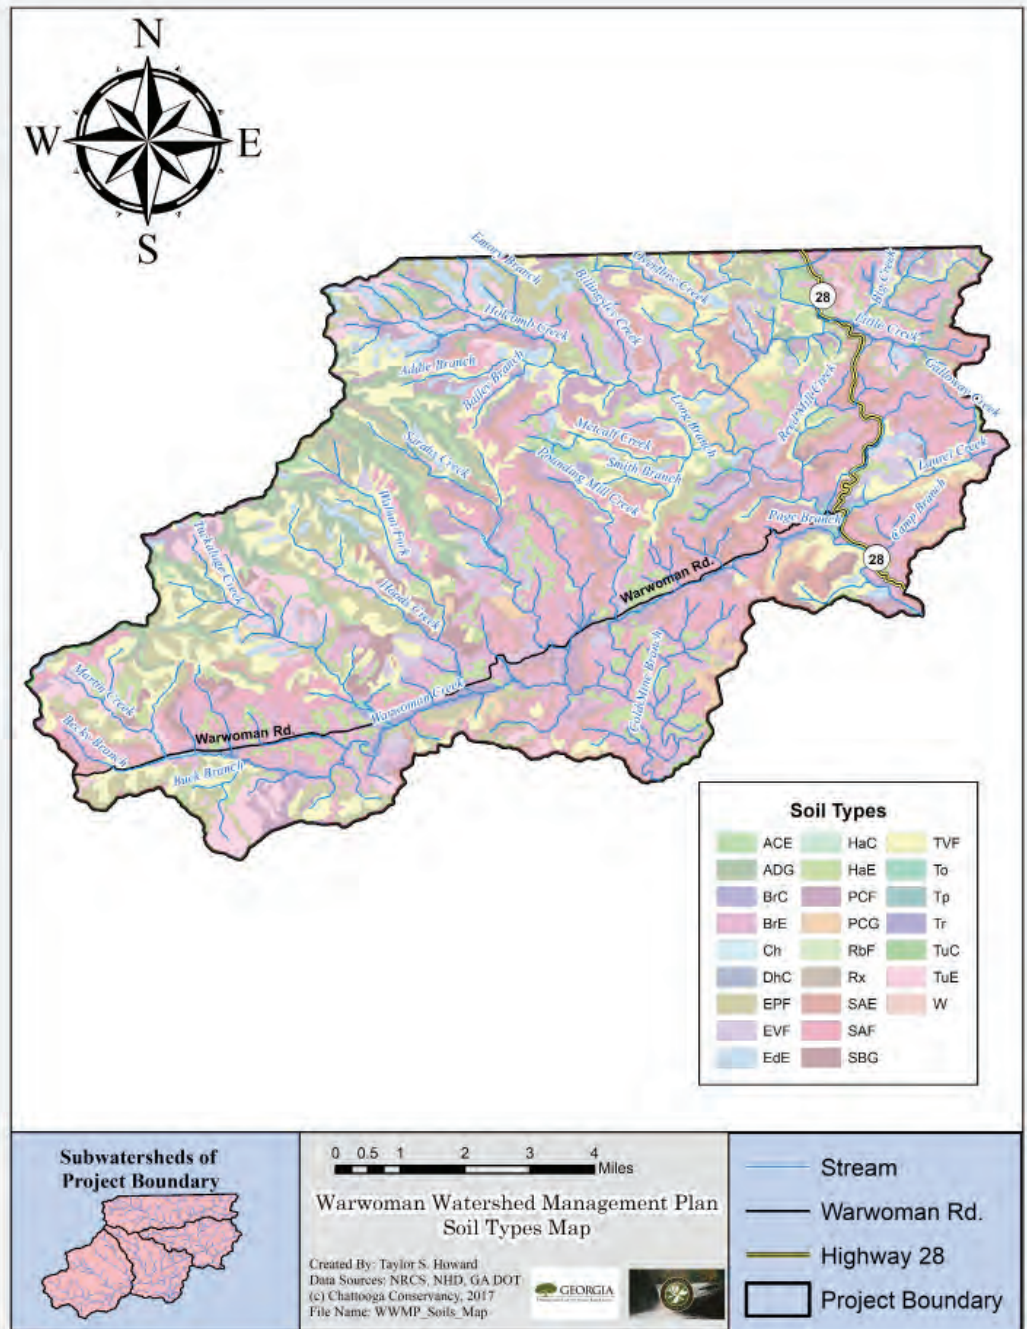 N
W
E
S
Emory Branch
Billingsley Creek
Overflow Creek
Big Creek
28
Holcomb Creek
Little Creek
Addie Branch
Bailey Branch
Galloway Creek
Reed Mill Creek
Long Branch
Metcalf Creek
Sarahs Creek
Smith Branch
Laurel Creek
Pounding Mill Creek
Walnut Fork
Camp Branch
Page Branch
Tuckaluge Creek
28
Warwoman Rd.
Hoods Creek
Goldmine Branch
Martin Creek
Warwoman Creek
Becky Branch
Warwoman Rd.
Buck Branch
Soil Types
ACE HaC TVF
ADG HaE To
BrC PCF Tp
BrE PCG Tr
Ch RbF TuC
DhC Rx TuE
EPF SAE W
EVF SAF
EdE SBG
Subwatersheds of
Project Boundary
0 0.5 1 2 3 4
Miles
Warwoman Watershed Management Plan
Soil Types Map
Created By: Taylor S. Howard
Data Sources: NRCS, NHD, GA DOT
(c) Chattooga Conservancy, 2017
File Name: WWMP_Soils_Map
GEORGIA
Stream
Warwoman Rd.
Highway 28
Project Boundary